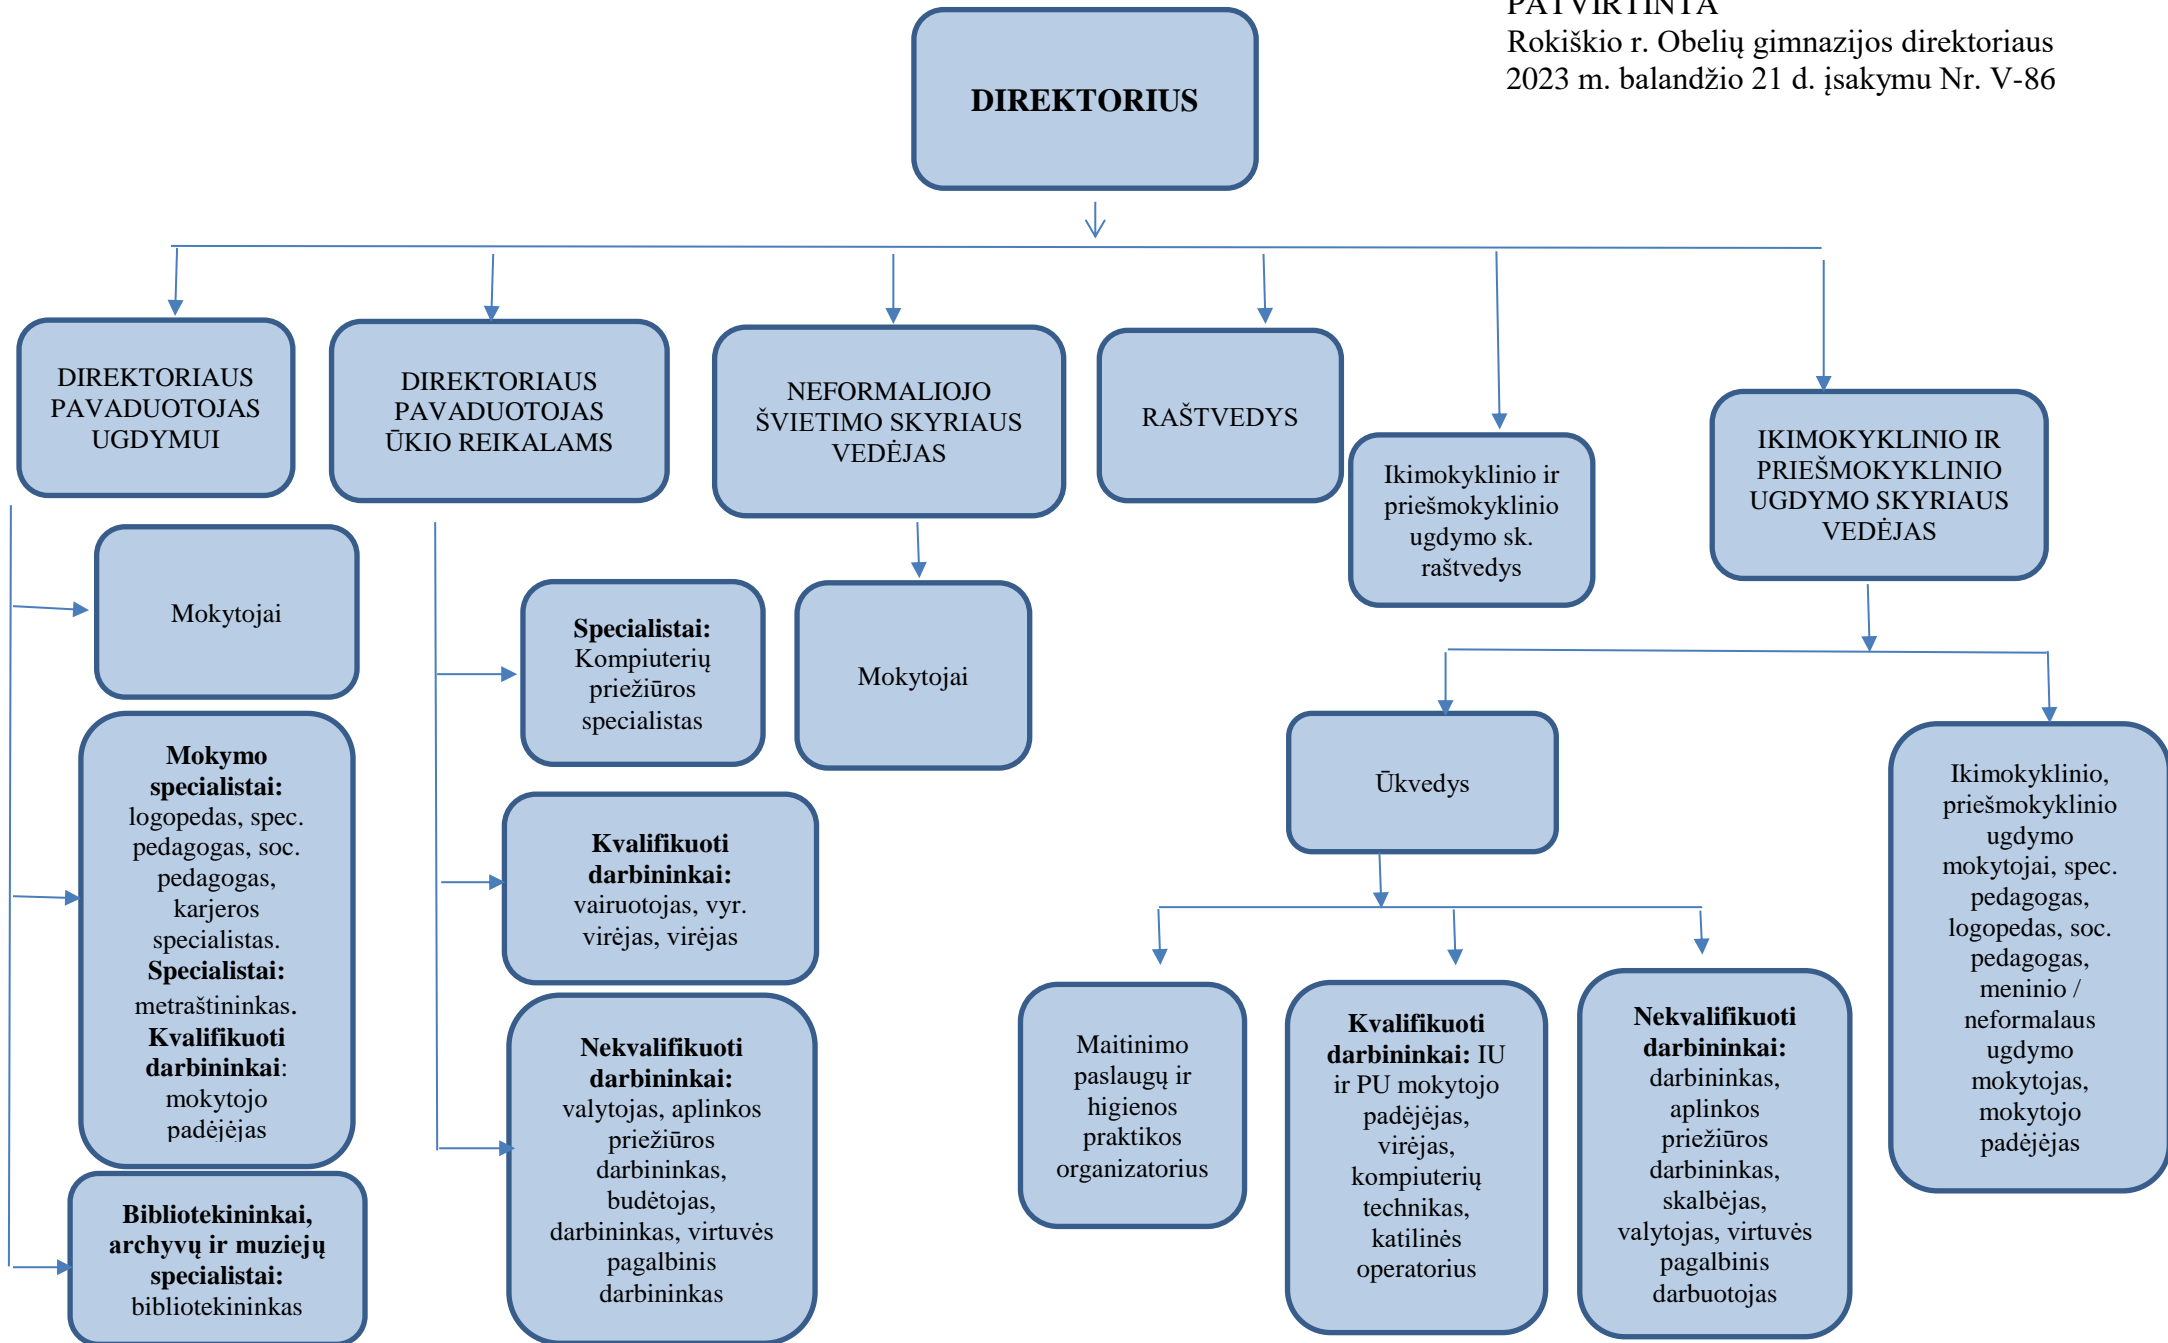 PATVIRTINTA
Rokiškio r. Obelių gimnazijos direktoriaus
2023 m. balandžio 21 d. įsakymu Nr. V-86
DIREKTORIUS
DIREKTORIAUS
PAVADUOTOJAS
UGDYMUI
DIREKTORIAUS
PAVADUOTOJAS
ŪKIO REIKALAMS
NEFORMALIOJO
ŠVIETIMO SKYRIAUS
VEDĖJAS
RAŠTVEDYS
Ikimokyklinio ir
priešmokyklinio
ugdymo sk.
raštvedys
IKIMOKYKLINIO IR
PRIEŠMOKYKLINIO
UGDYMO SKYRIAUS
VEDĖJAS
Mokytojai
Mokymo
specialistai:
logopedas, spec.
pedagogas, soc.
pedagogas,
karjeros
specialistas.
Specialistai:
metraštininkas.
Kvalifikuoti
darbininkai:
mokytojo
padėjėjas
Bibliotekininkai,
archyvų ir muziejų
specialistai:
bibliotekininkas
Specialistai:
Kompiuterių
priežiūros
specialistas
Kvalifikuoti
darbininkai:
vairuotojas, vyr.
virėjas, virėjas
Nekvalifikuoti
darbininkai:
valytojas, aplinkos
priežiūros
darbininkas,
budėtojas,
darbininkas, virtuvės
pagalbinis
darbininkas
Mokytojai
Ūkvedys
Maitinimo
paslaugų ir
higienos
praktikos
organizatorius
Kvalifikuoti
darbininkai: IU
ir PU mokytojo
padėjėjas,
virėjas,
kompiuterių
technikas,
katilinės
operatorius
Nekvalifikuoti
darbininkai:
darbininkas,
aplinkos
priežiūros
darbininkas,
skalbėjas,
valytojas, virtuvės
pagalbinis
darbuotojas
Ikimokyklinio,
priešmokyklinio
ugdymo
mokytojai, spec.
pedagogas,
logopedas, soc.
pedagogas,
meninio /
neformalaus
ugdymo
mokytojas,
mokytojo
padėjėjas